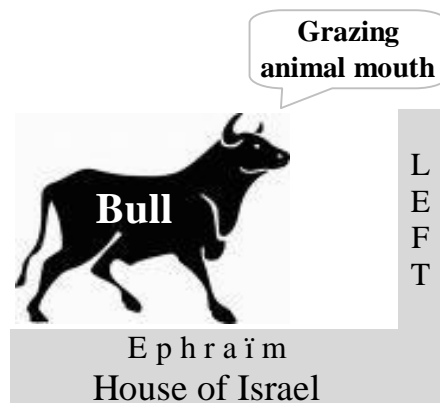 Grazing
animal mouth
Bull
L
E
F
T
E p h r a ï m
House of Israel